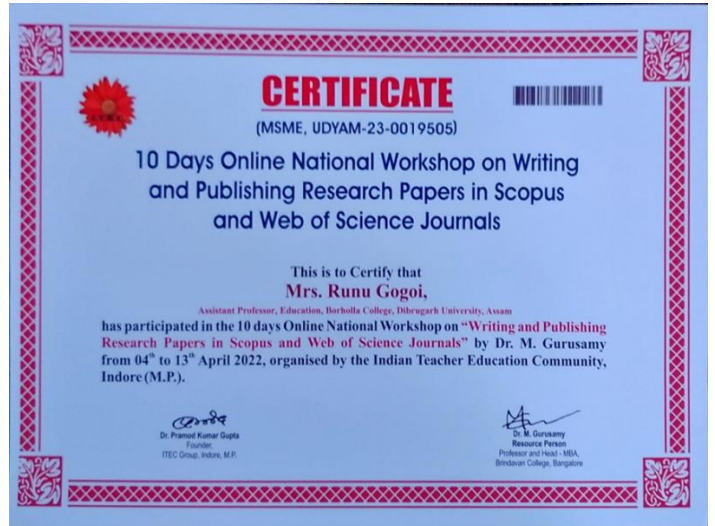 CERTIFICATE
(MSME, UDYAM-23-0019505)
10 Days Online National Workshop on Writing
and Publishing Research Papers in Scopus
and Web of Science Journals
This is to Certify that
Mrs. Runu Gogoi,
Assistant Professor, Education, Borholla College, Dibrugarh University, Assam
has participated in the 10 days Online National Workshop on “Writing and Publishing
Research Papers in Scopus and Web of Science Journals” by Dr. M. Gurusamy
from 04th to 13th April 2022, organised by the Indian Teacher Education Community,
Indore (M.P.).
Dr. Pramod Kumar Gupta
Founder,
ITEC Group, Indore, M.P.
Dr. M. Gurusamy
Resource Person
Professor and Head - MBA,
Brindavan College, Bangalore